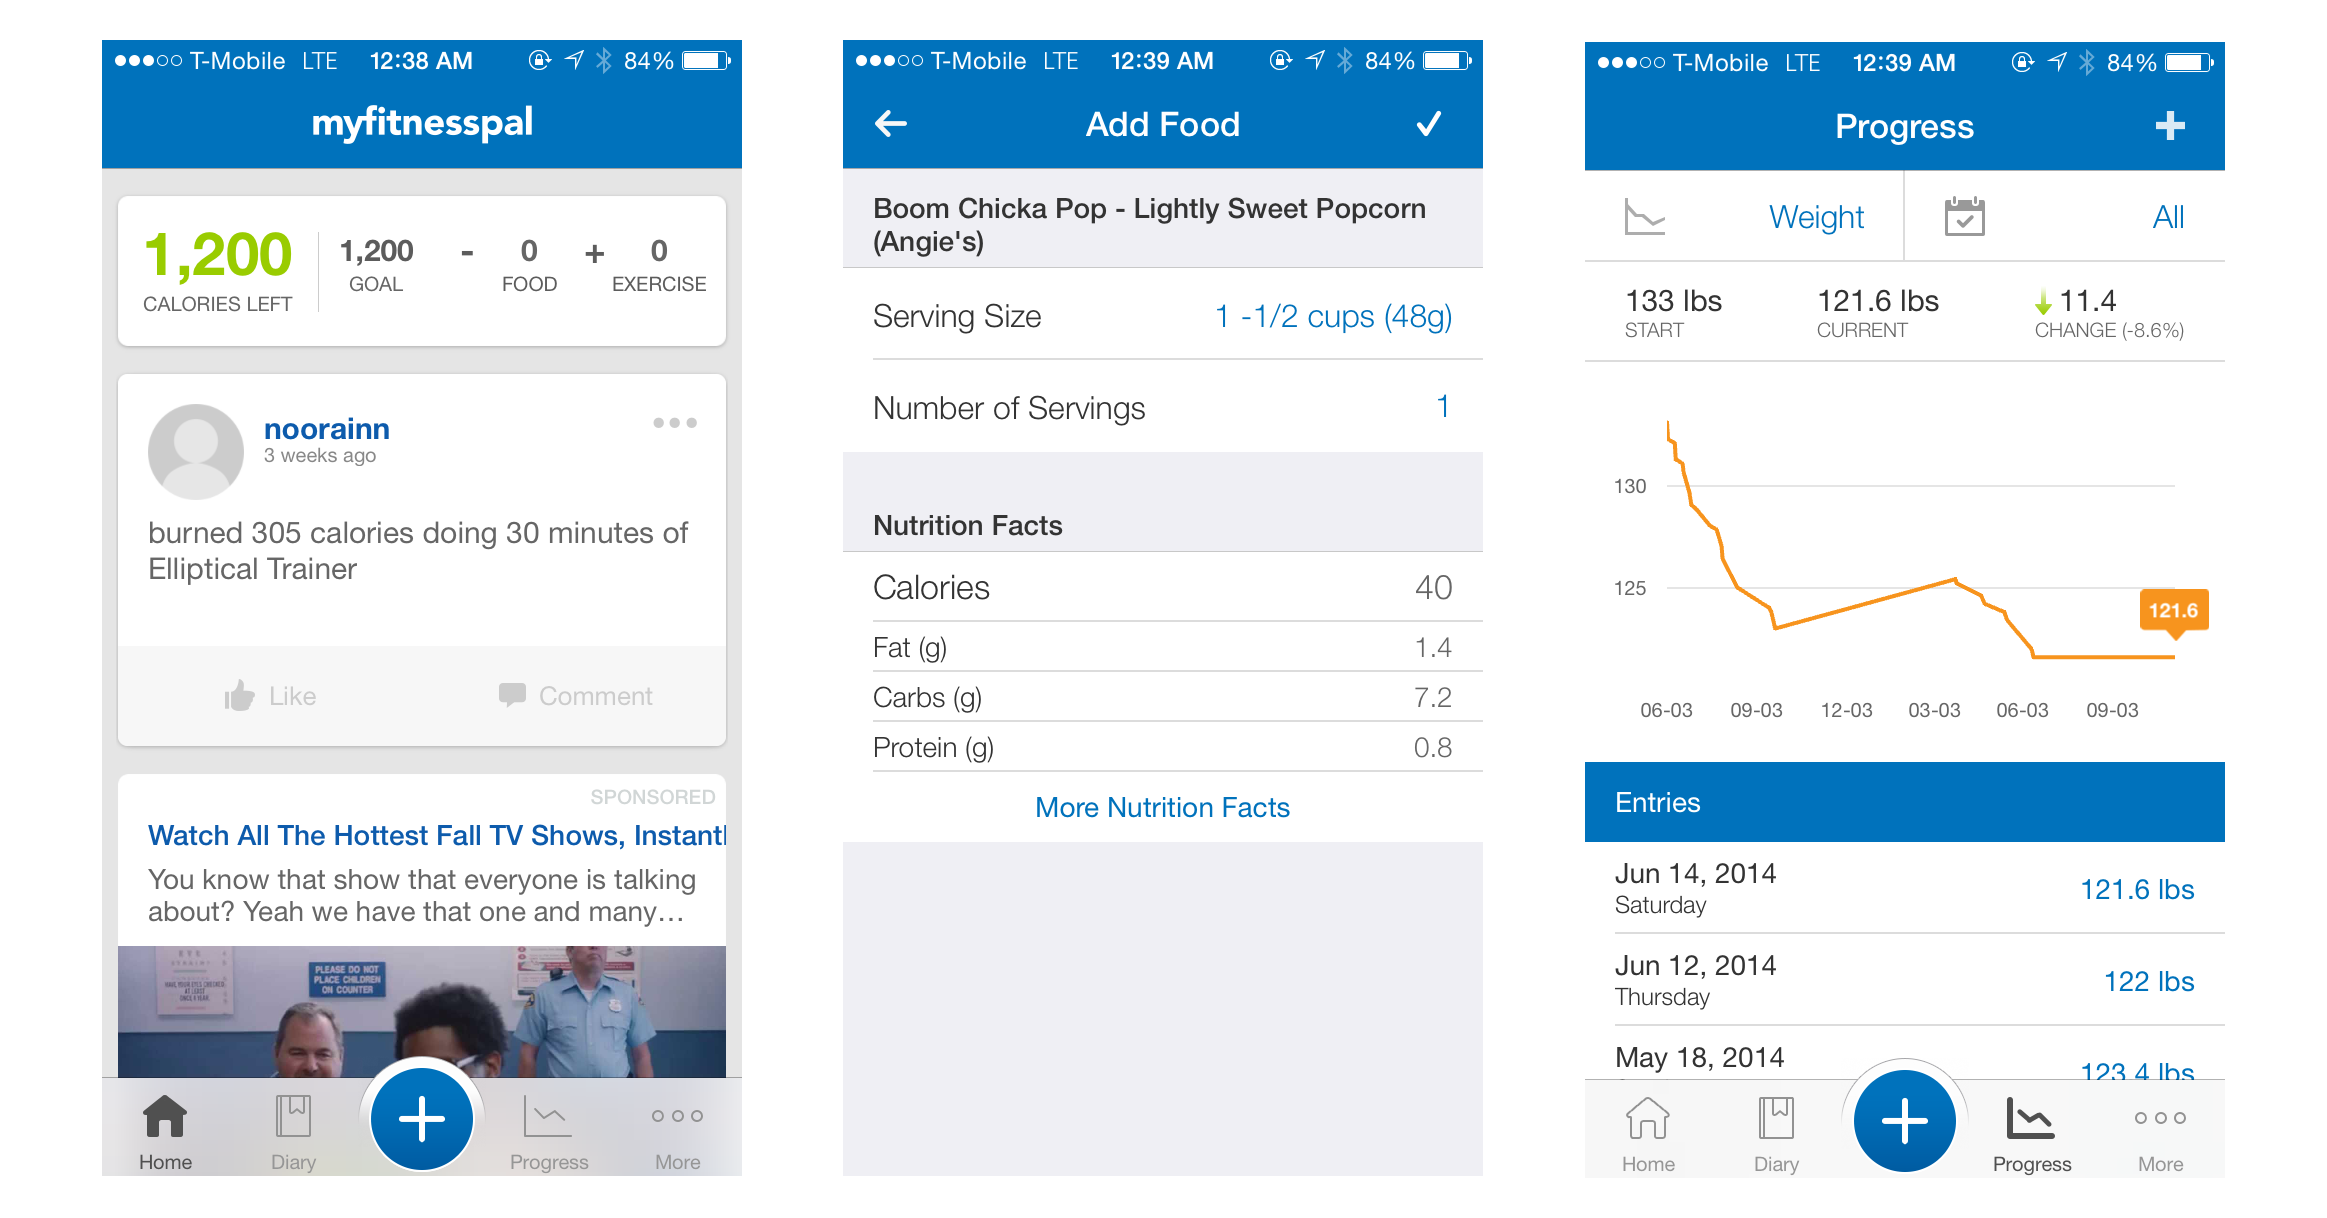 T-Mobile LTE 12:38 AM 84%
myfitnesspal
1,200
CALORIES LEFT
1,200 - 0 + 0
GOAL FOOD EXERCISE
noorainn
3 weeks ago
burned 305 calories doing 30 minutes of
Elliptical Trainer
Like Comment
SPONSORED
Watch All The Hottest Fall TV Shows, Instantl
You know that show that everyone is talking
about? Yeah we have that one and many…
PLEASE DO NOT
PLACE CHILDREN
ON COUNTER
Home Diary Progress More
T-Mobile LTE 12:39 AM 84%
Add Food
Boom Chicka Pop - Lightly Sweet Popcorn
(Angie's)
Serving Size 1 -1/2 cups (48g)
Number of Servings 1
Nutrition Facts
Calories 40
Fat (g) 1.4
Carbs (g) 7.2
Protein (g) 0.8
More Nutrition Facts
T-Mobile LTE 12:39 AM 84%
Progress
Weight All
133 lbs 121.6 lbs 11.4
START CURRENT CHANGE (-8.6%)
130
125
121.6
06-03 09-03 12-03 03-03 06-03 09-03
Entries
Jun 14, 2014
Saturday
121.6 lbs
Jun 12, 2014
Thursday
122 lbs
May 18, 2014
123.4 lbs
Home Diary Progress More